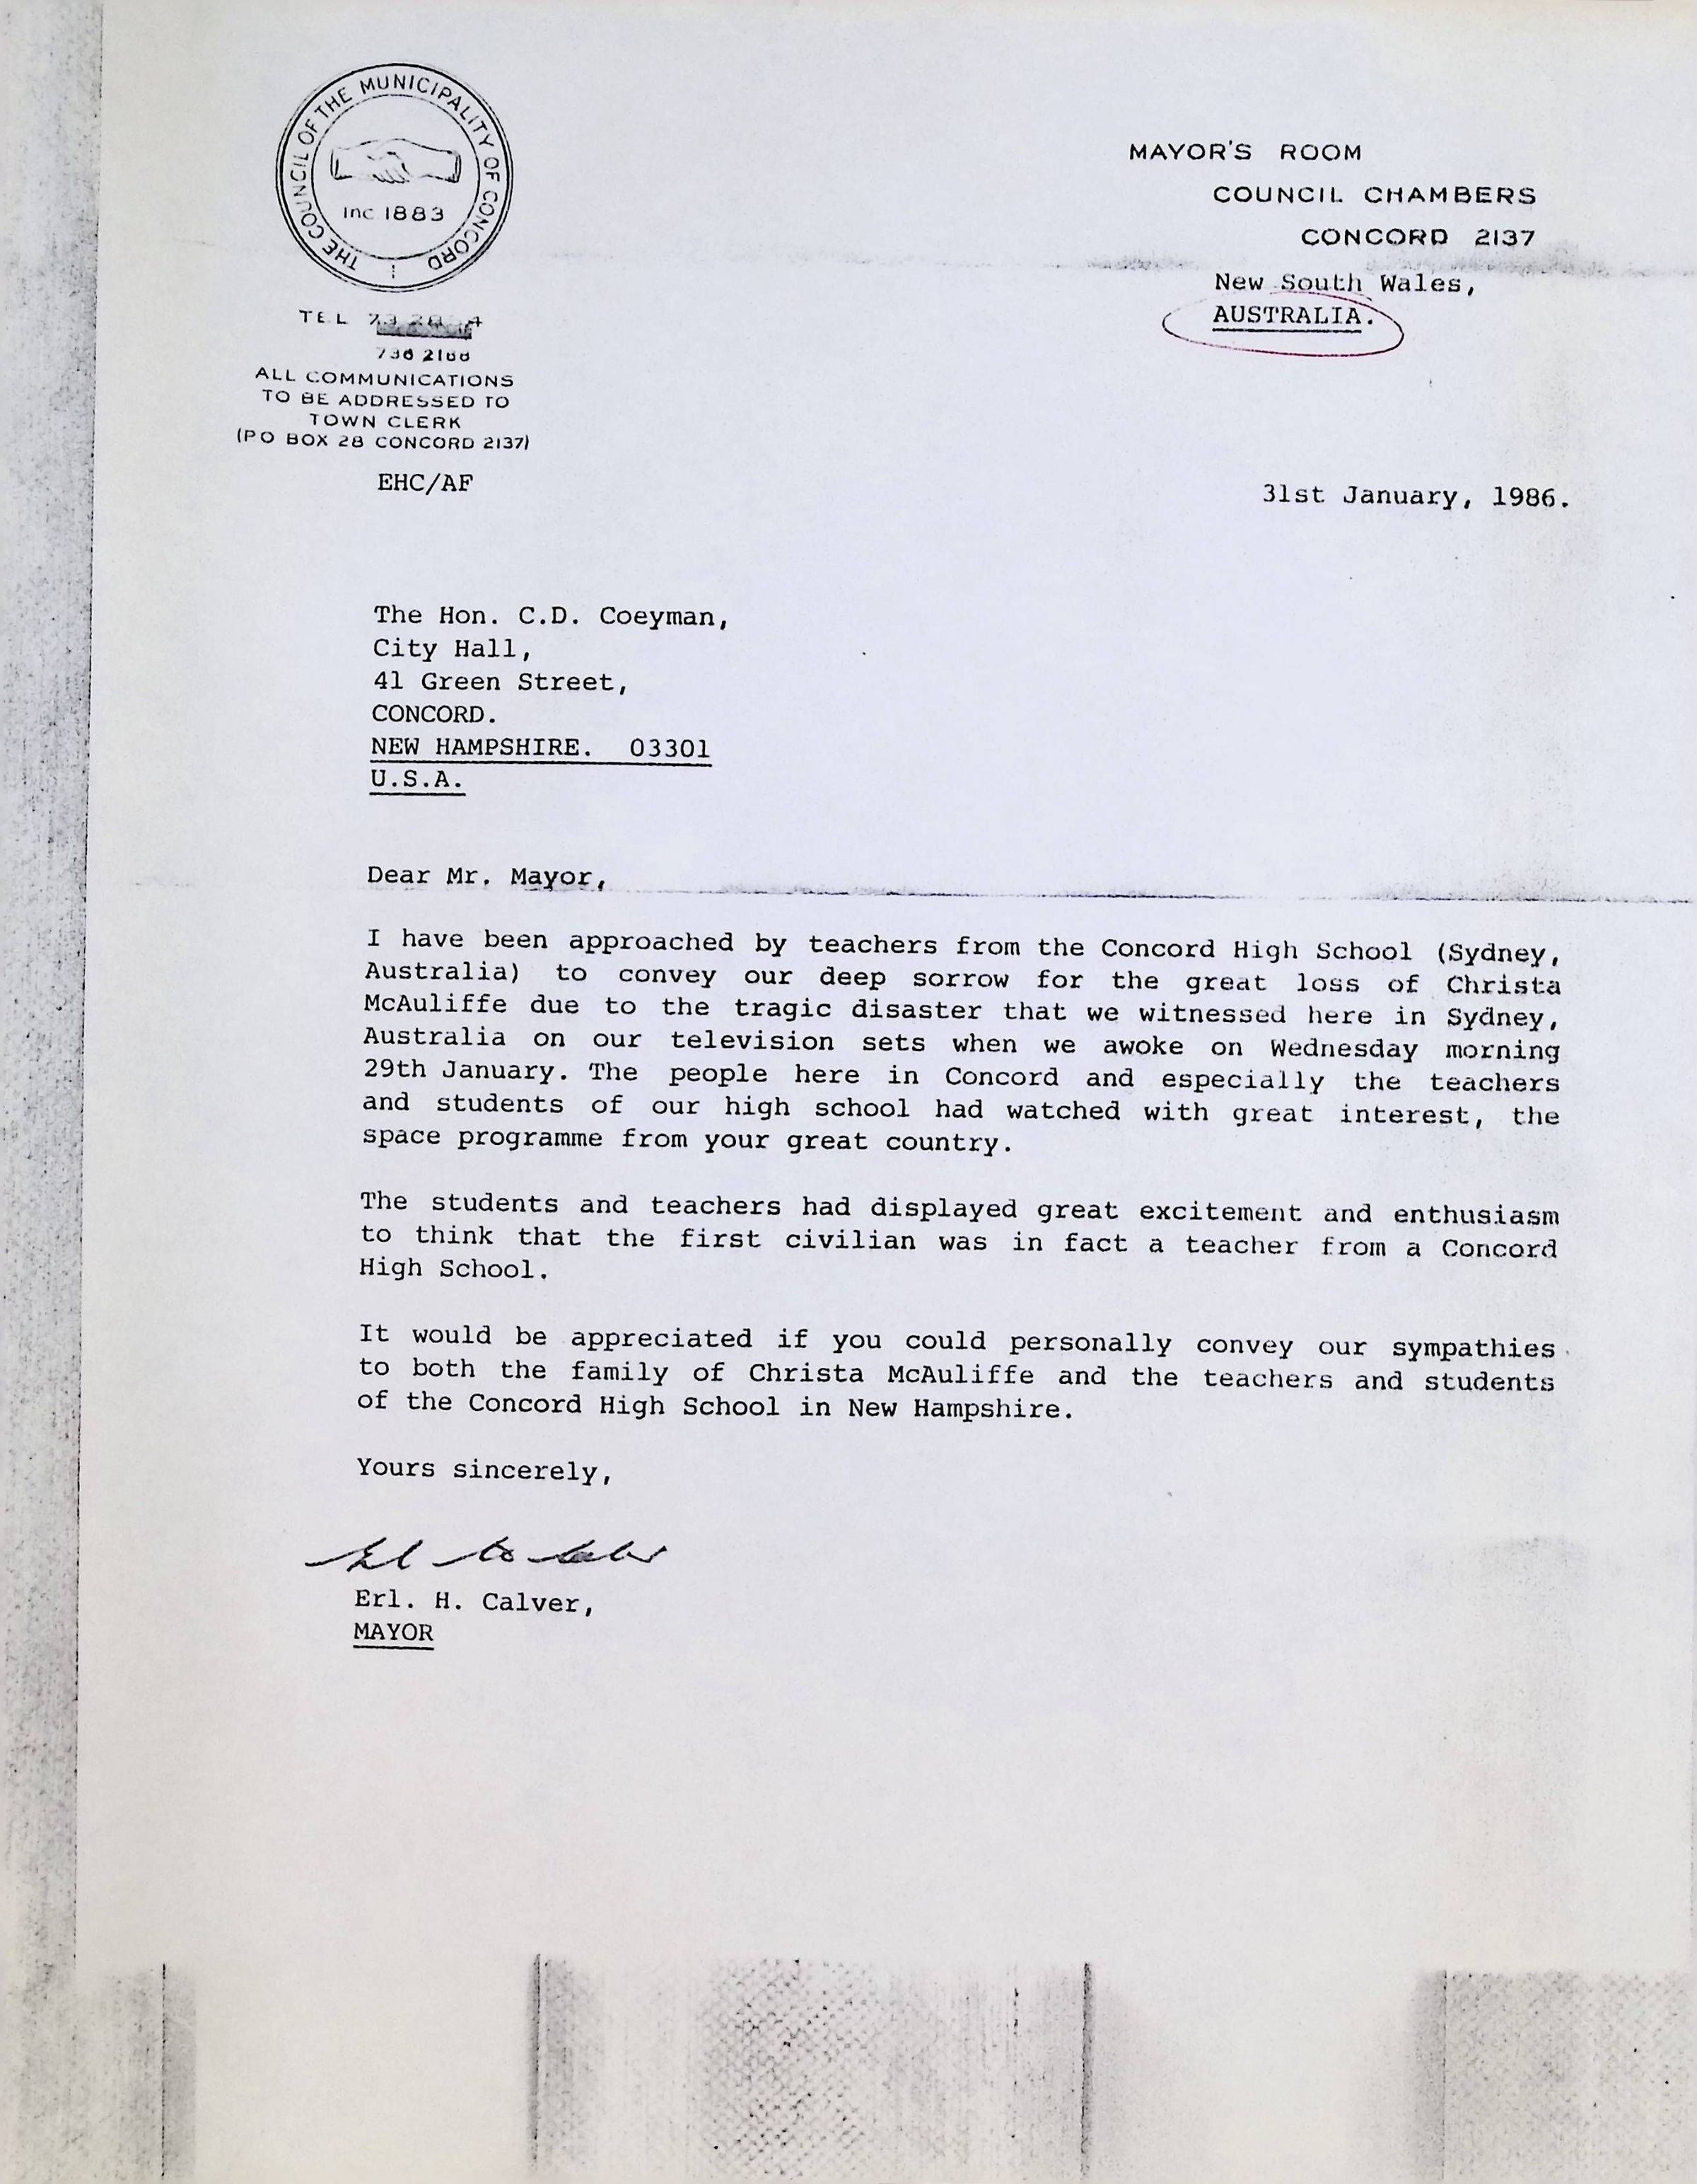 THE COUNCIL OF THE MUNICIPALITY OF CONCORD
inc 1883
MAYOR'S ROOM
COUNCIL CHAMBERS
CONCORD 2137
New South Wales,
AUSTRALIA.
TEL
736 2188
ALL COMMUNICATIONS
TO BE ADDRESSED TO
TOWN CLERK
(PO BOX 28 CONCORD 2137)
EHC/AF
31st January, 1986.
The Hon. C.D. Coeyman,
City Hall,
41 Green Street,
CONCORD.
NEW HAMPSHIRE. 03301
U.S.A.
Dear Mr. Mayor,
I have been approached by teachers from the Concord High School (Sydney,
Australia) to convey our deep sorrow for the great loss of Christa
McAuliffe due to the tragic disaster that we witnessed here in Sydney,
Australia on our television sets when we awoke on Wednesday morning
29th January. The people here in Concord and especially the teachers
and students of our high school had watched with great interest, the
space programme from your great country.
The students and teachers had displayed great excitement and enthusiasm
to think that the first civilian was in fact a teacher from a Concord
High School.
It would be appreciated if you could personally convey our sympathies
to both the family of Christa McAuliffe and the teachers and students
of the Concord High School in New Hampshire.
Yours sincerely,
Erl. H. Calver,
MAYOR